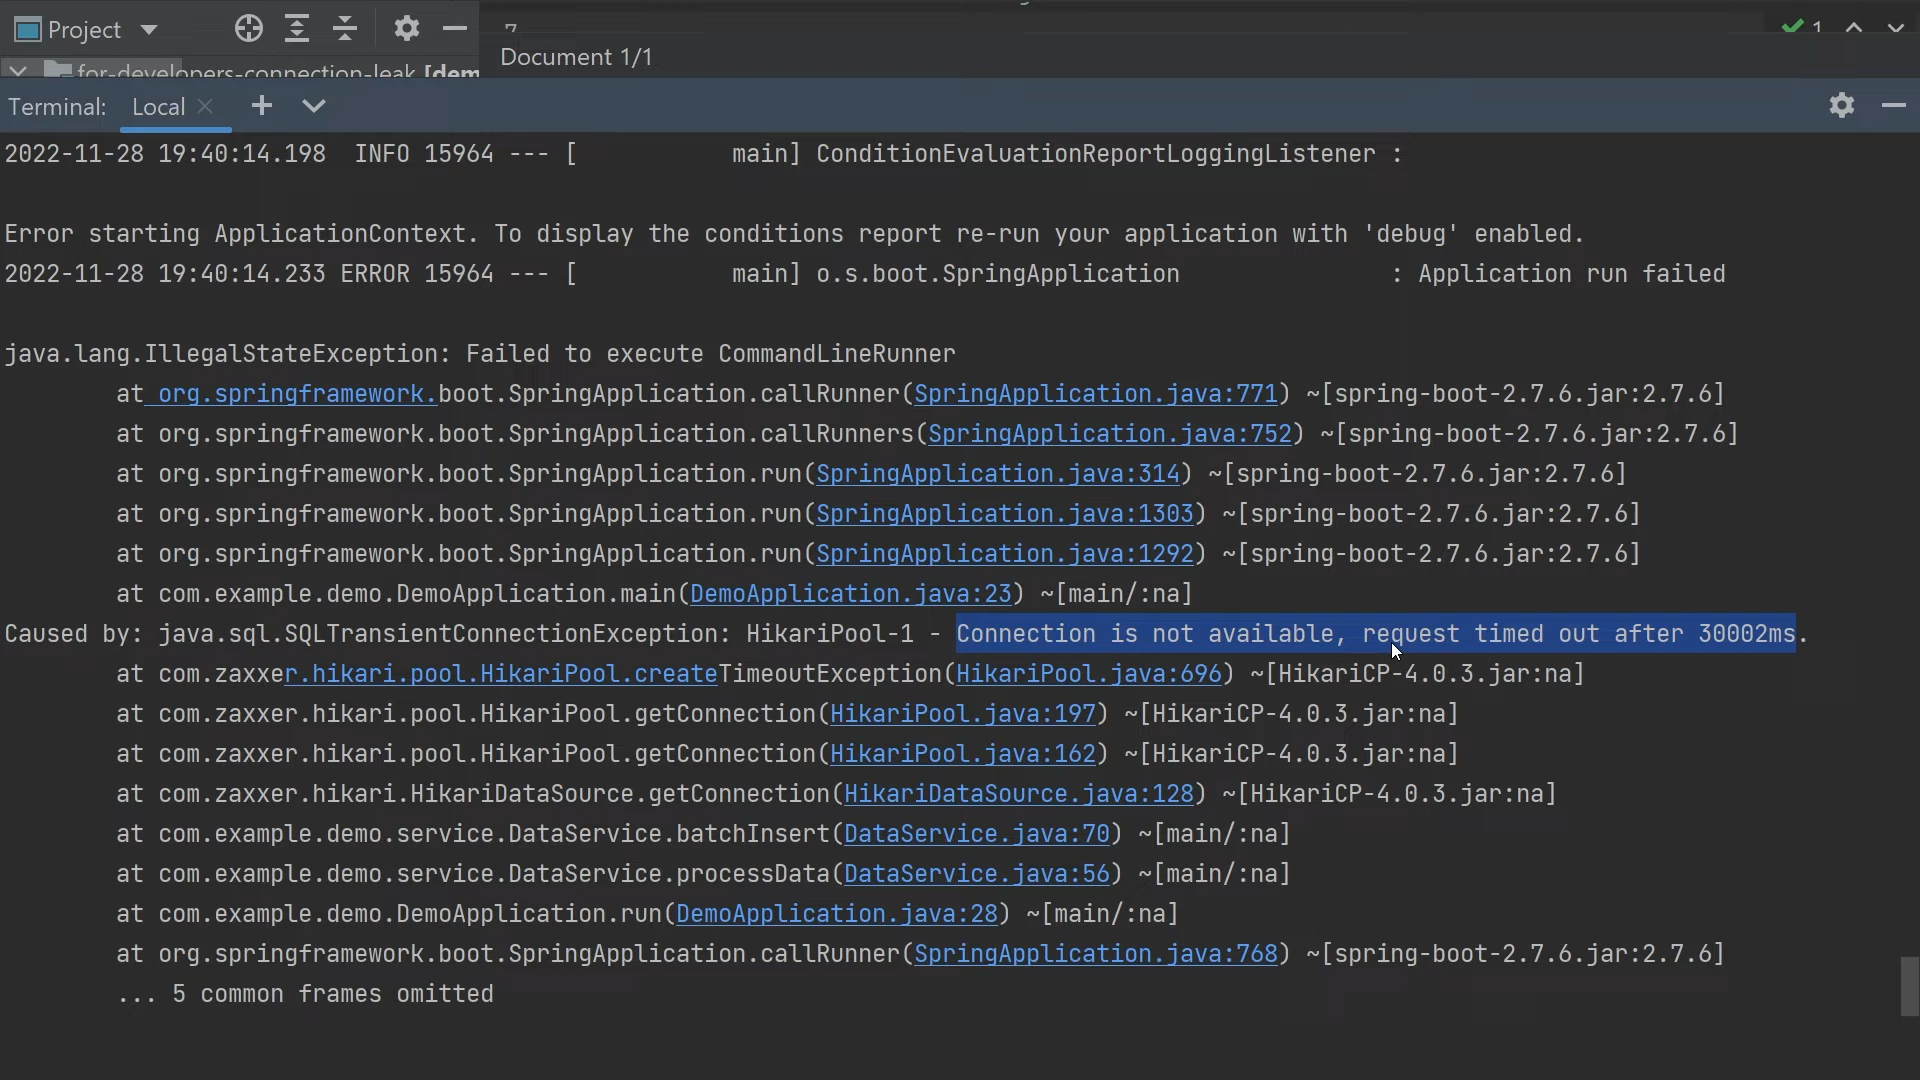 Project
7
1
Document 1/1
for-developers-connection-leak [dem
Terminal: Local
2022-11-28 19:40:14.198  INFO 15964 --- [           main] ConditionEvaluationReportLoggingListener :
Error starting ApplicationContext. To display the conditions report re-run your application with 'debug' enabled.
2022-11-28 19:40:14.233 ERROR 15964 --- [           main] o.s.boot.SpringApplication               : Application run failed
java.lang.IllegalStateException: Failed to execute CommandLineRunner
at org.springframework.boot.SpringApplication.callRunner(SpringApplication.java:771) ~[spring-boot-2.7.6.jar:2.7.6]
at org.springframework.boot.SpringApplication.callRunners(SpringApplication.java:752) ~[spring-boot-2.7.6.jar:2.7.6]
at org.springframework.boot.SpringApplication.run(SpringApplication.java:314) ~[spring-boot-2.7.6.jar:2.7.6]
at org.springframework.boot.SpringApplication.run(SpringApplication.java:1303) ~[spring-boot-2.7.6.jar:2.7.6]
at org.springframework.boot.SpringApplication.run(SpringApplication.java:1292) ~[spring-boot-2.7.6.jar:2.7.6]
at com.example.demo.DemoApplication.main(DemoApplication.java:23) ~[main/:na]
Caused by: java.sql.SQLTransientConnectionException: HikariPool-1 - Connection is not available, request timed out after 30002ms.
at com.zaxxer.hikari.pool.HikariPool.createTimeoutException(HikariPool.java:696) ~[HikariCP-4.0.3.jar:na]
at com.zaxxer.hikari.pool.HikariPool.getConnection(HikariPool.java:197) ~[HikariCP-4.0.3.jar:na]
at com.zaxxer.hikari.pool.HikariPool.getConnection(HikariPool.java:162) ~[HikariCP-4.0.3.jar:na]
at com.zaxxer.hikari.HikariDataSource.getConnection(HikariDataSource.java:128) ~[HikariCP-4.0.3.jar:na]
at com.example.demo.service.DataService.batchInsert(DataService.java:70) ~[main/:na]
at com.example.demo.service.DataService.processData(DataService.java:56) ~[main/:na]
at com.example.demo.DemoApplication.run(DemoApplication.java:28) ~[main/:na]
at org.springframework.boot.SpringApplication.callRunner(SpringApplication.java:768) ~[spring-boot-2.7.6.jar:2.7.6]
... 5 common frames omitted